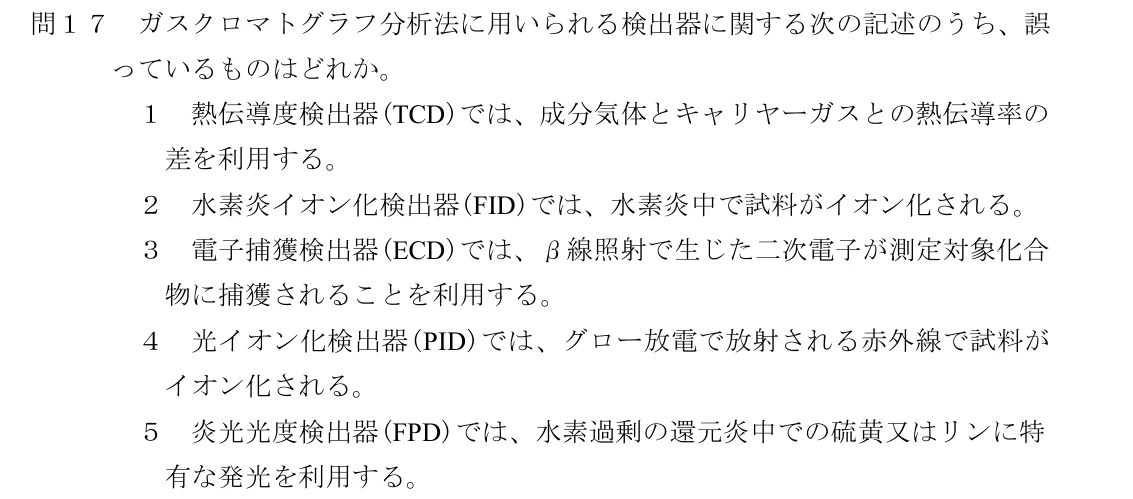 問１７　ガスクロマトグラフ分析法に用いられる検出器に関する次の記述のうち、誤
っているものはどれか。
１　熱伝導度検出器(TCD)では、成分気体とキャリヤーガスとの熱伝導率の
差を利用する。
２　水素炎イオン化検出器(FID)では、水素炎中で試料がイオン化される。
３　電子捕獲検出器(ECD)では、β線照射で生じた二次電子が測定対象化合
物に捕獲されることを利用する。
４　光イオン化検出器(PID)では、グロー放電で放射される赤外線で試料が
イオン化される。
５　炎光光度検出器(FPD)では、水素過剰の還元炎中での硫黄又はリンに特
有な発光を利用する。